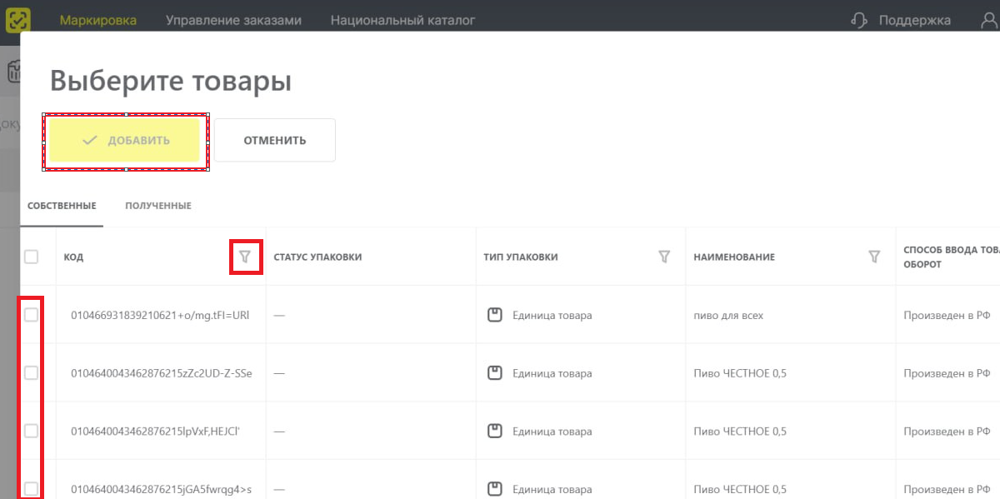 Маркировка Управление заказами Национальный каталог Поддержка
Выберите товары
ДОБАВИТЬ ОТМЕНИТЬ
СОБСТВЕННЫЕ ПОЛУЧЕННЫЕ
КОД СТАТУС УПАКОВКИ ТИП УПАКОВКИ НАИМЕНОВАНИЕ СПОСОБ ВВОДА
ОБОРОТ
010466931839210621+o/mg.tFI=URl — Единица товара пиво для всех Произведен в РФ
0104640043462876215zZc2UD-Z-SSe — Единица товара Пиво ЧЕСТНОЕ 0,5 Произведен в РФ
0104640043462876215lpVxF,HEJCl' — Единица товара Пиво ЧЕСТНОЕ 0,5 Произведен в РФ
0104640043462876215jGA5fwrqg4>s — Единица товара Пиво ЧЕСТНОЕ 0,5 Произведен в РФ